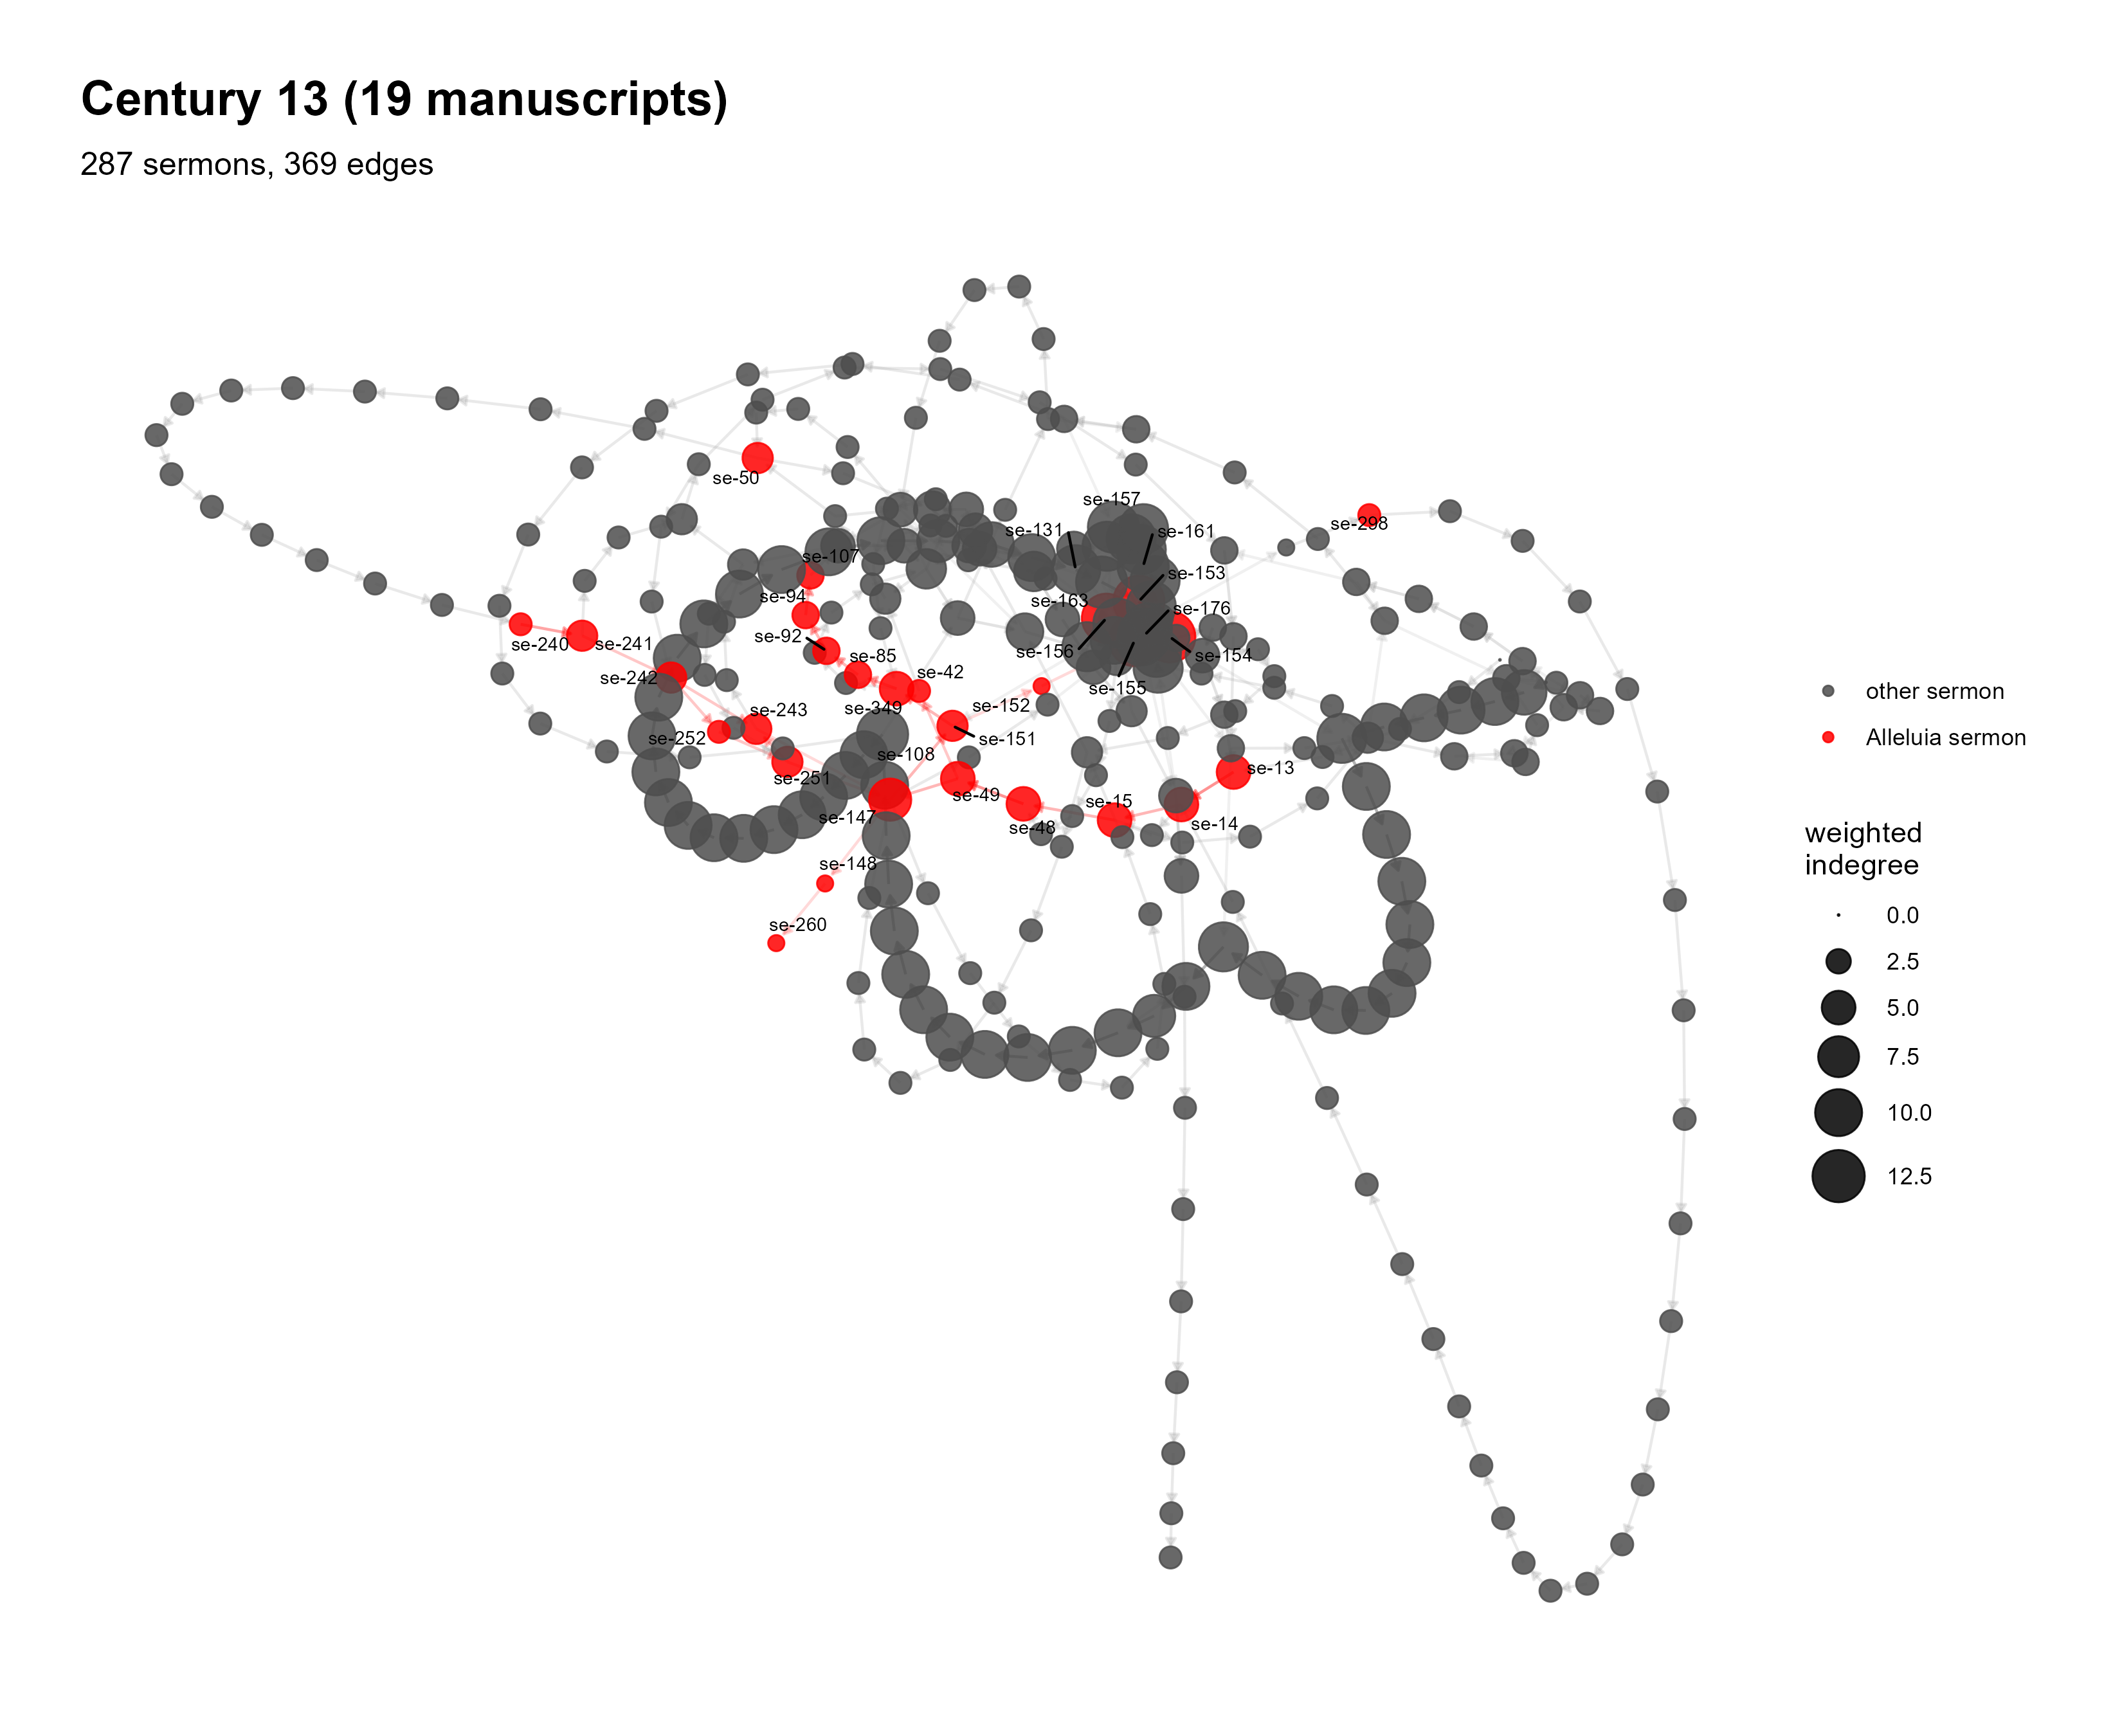 Century 13 (19 manuscripts)
287 sermons, 369 edges
se-50
se-157
se-298
se-131
se-161
se-107
se-153
se-94
se-163
se-176
se-92
se-240
se-241
se-156
se-85
se-154
se-42
se-242
se-155
se-349
se-152
se-243
se-252
se-151
se-108
se-13
se-251
se-49
se-15
se-147
se-48
se-14
se-148
se-260
other sermon
Alleluia sermon
weighted
indegree
0.0
2.5
5.0
7.5
10.0
12.5